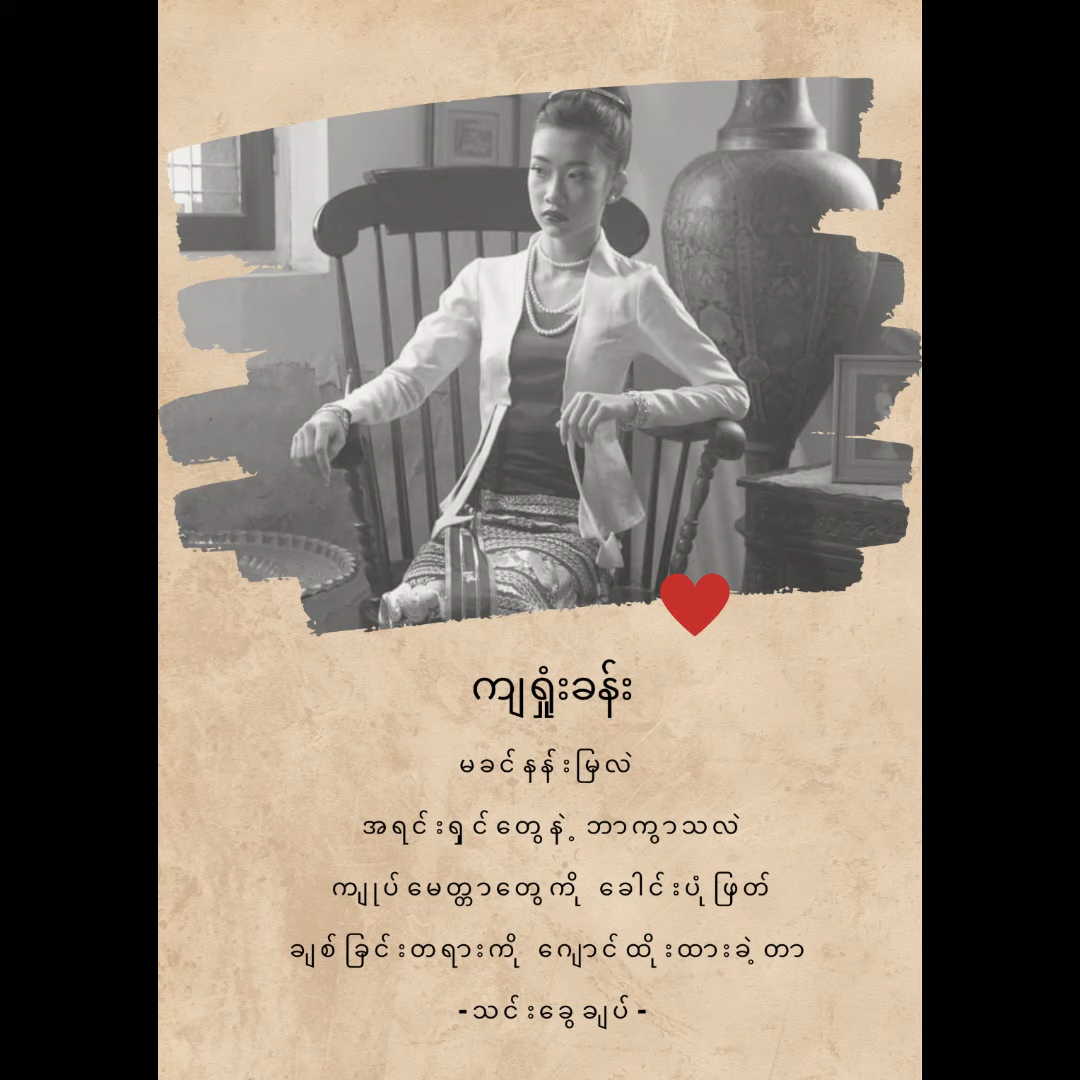 ကျရှုံးခန်း
မခင်နန်းမြလဲ
အရင်းရှင်တွေနဲ့ ဘာကွာသလဲ
ကျုပ်မေတ္တာတွေကို ခေါင်းပုံဖြတ်
ချစ်ခြင်းတရားကို ဂျောင်ထိုးထားခဲ့တာ
-သင်းခွေချပ်-